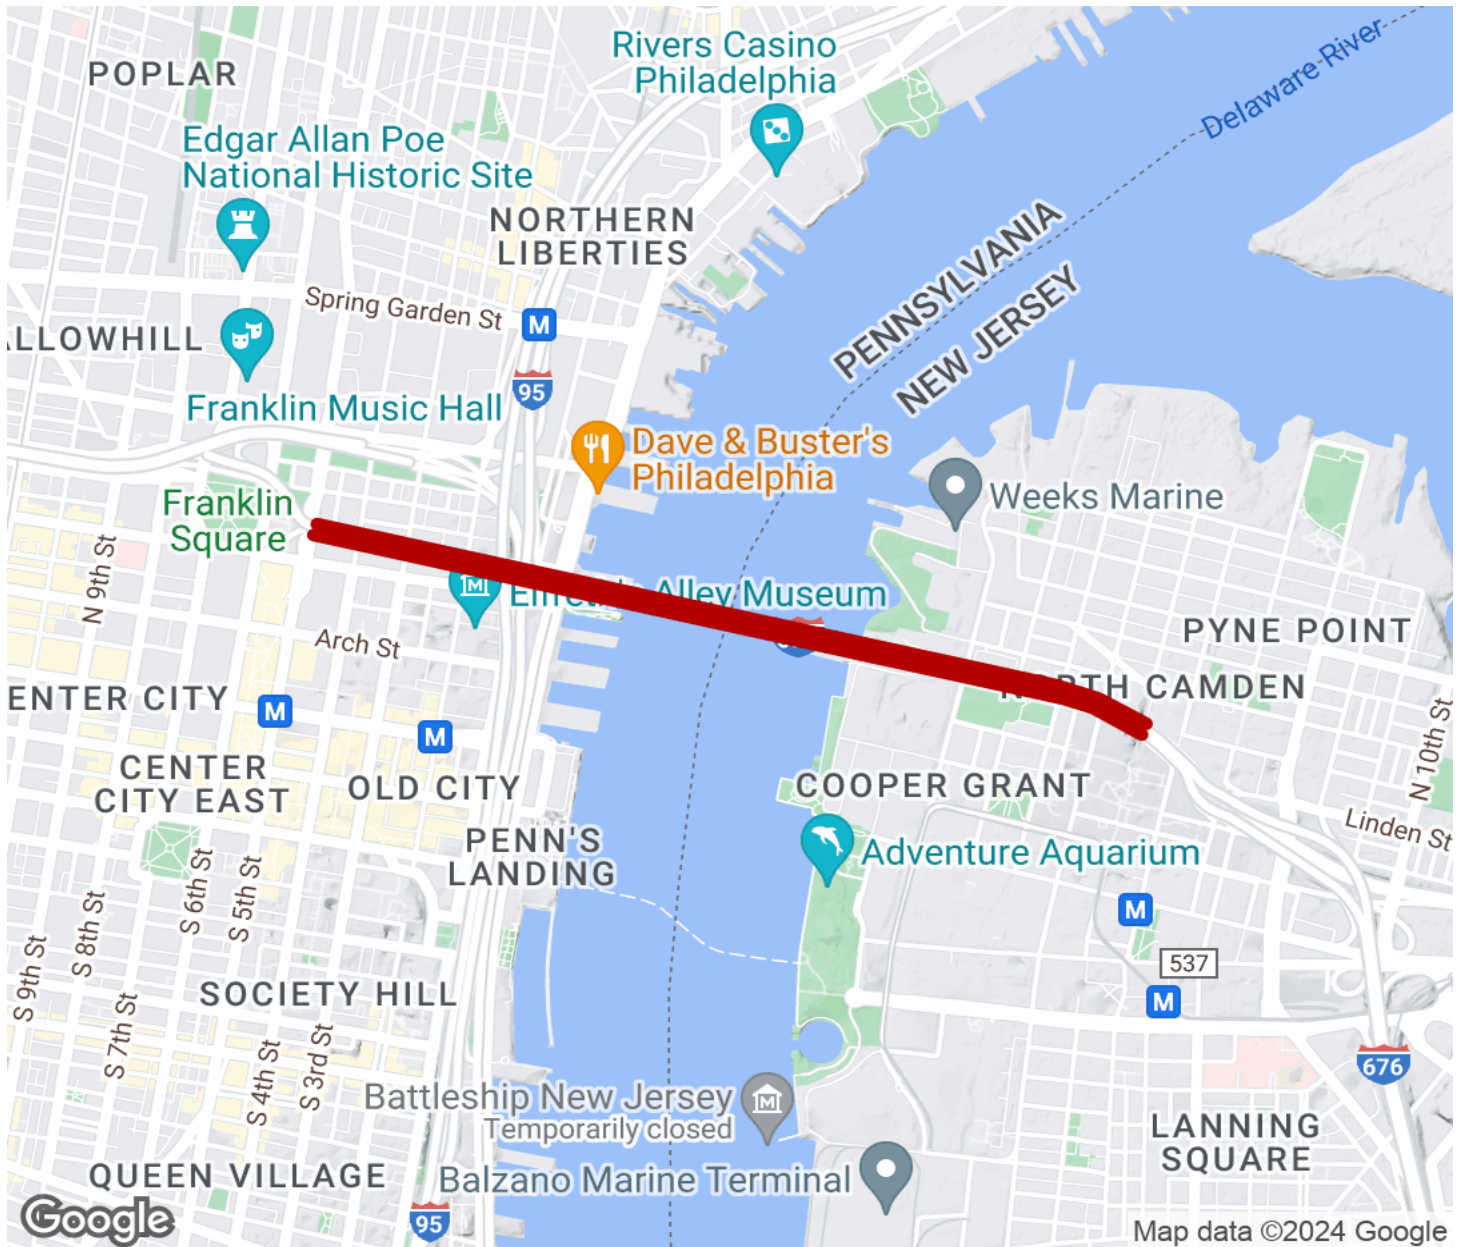 POPLAR
Rivers Casino
Philadelphia
Delaware River
Edgar Allan Poe
National Historic Site
NORTHERN
LIBERTIES
PENNSYLVANIA
NEW JERSEY
Spring Garden St
M
ALLOWHILL
95
Franklin Music Hall
Dave & Buster's
Philadelphia
Weeks Marine
Franklin
Square
N 9th St
Alley Museum
Arch St
PYNE POINT
NORTH CAMDEN
ENTER CITY
M
M
N 10th St
CENTER
CITY EAST
OLD CITY
COOPER GRANT
Linden St
PENN'S
LANDING
Adventure Aquarium
S 6th St
S 5th St
S 8th St
M
S 9th St
537
SOCIETY HILL
M
S 7th St
S 4th St
S 3rd St
676
Battleship New Jersey
Temporarily closed
LANNING
SQUARE
QUEEN VILLAGE
Balzano Marine Terminal
95
Google
Map data ©2024 Google